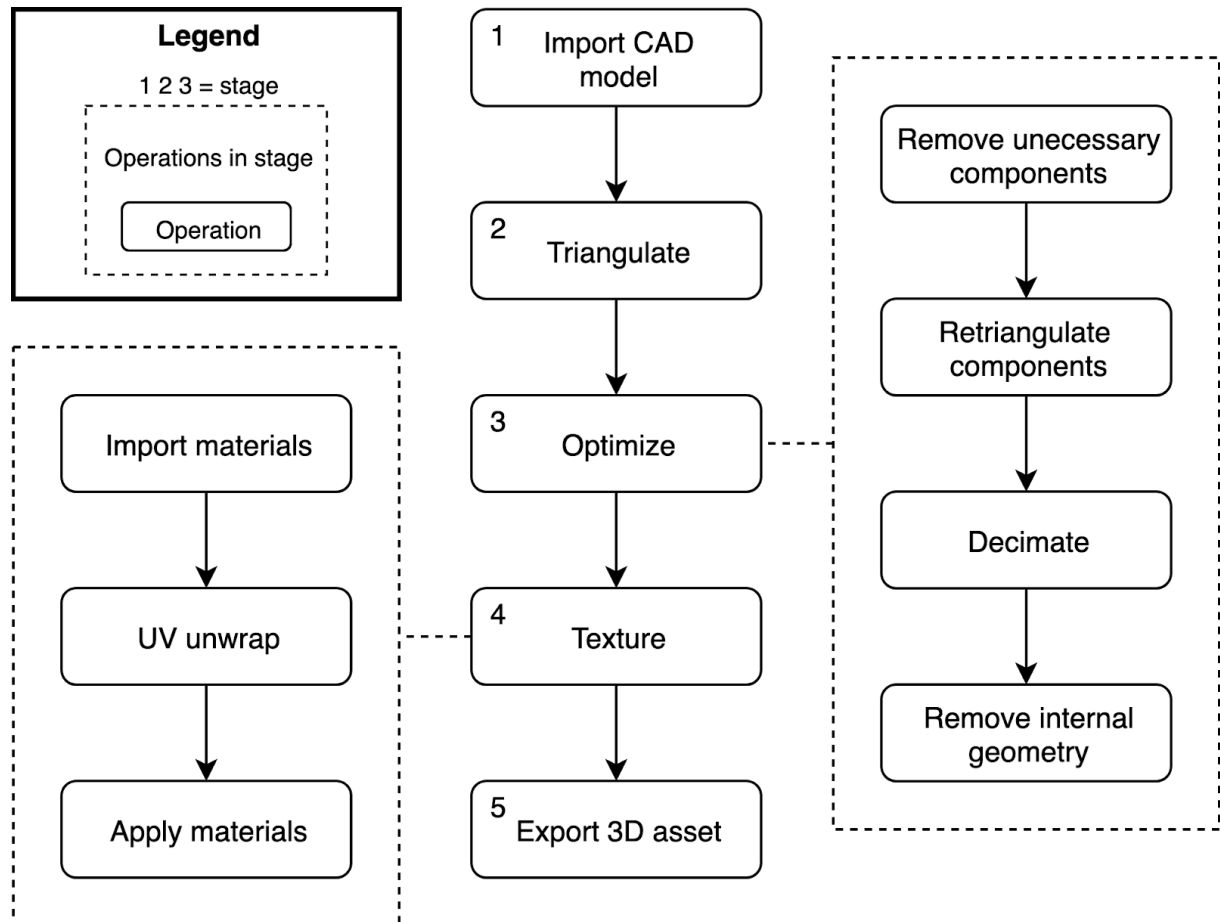 Legend
1 2 3 = stage
Operations in stage
Operation
1
Import CAD
model
2
Triangulate
3
Optimize
4
Texture
5
Export 3D asset
Remove unecessary
components
Retriangulate
components
Decimate
Remove internal
geometry
Import materials
UV unwrap
Apply materials